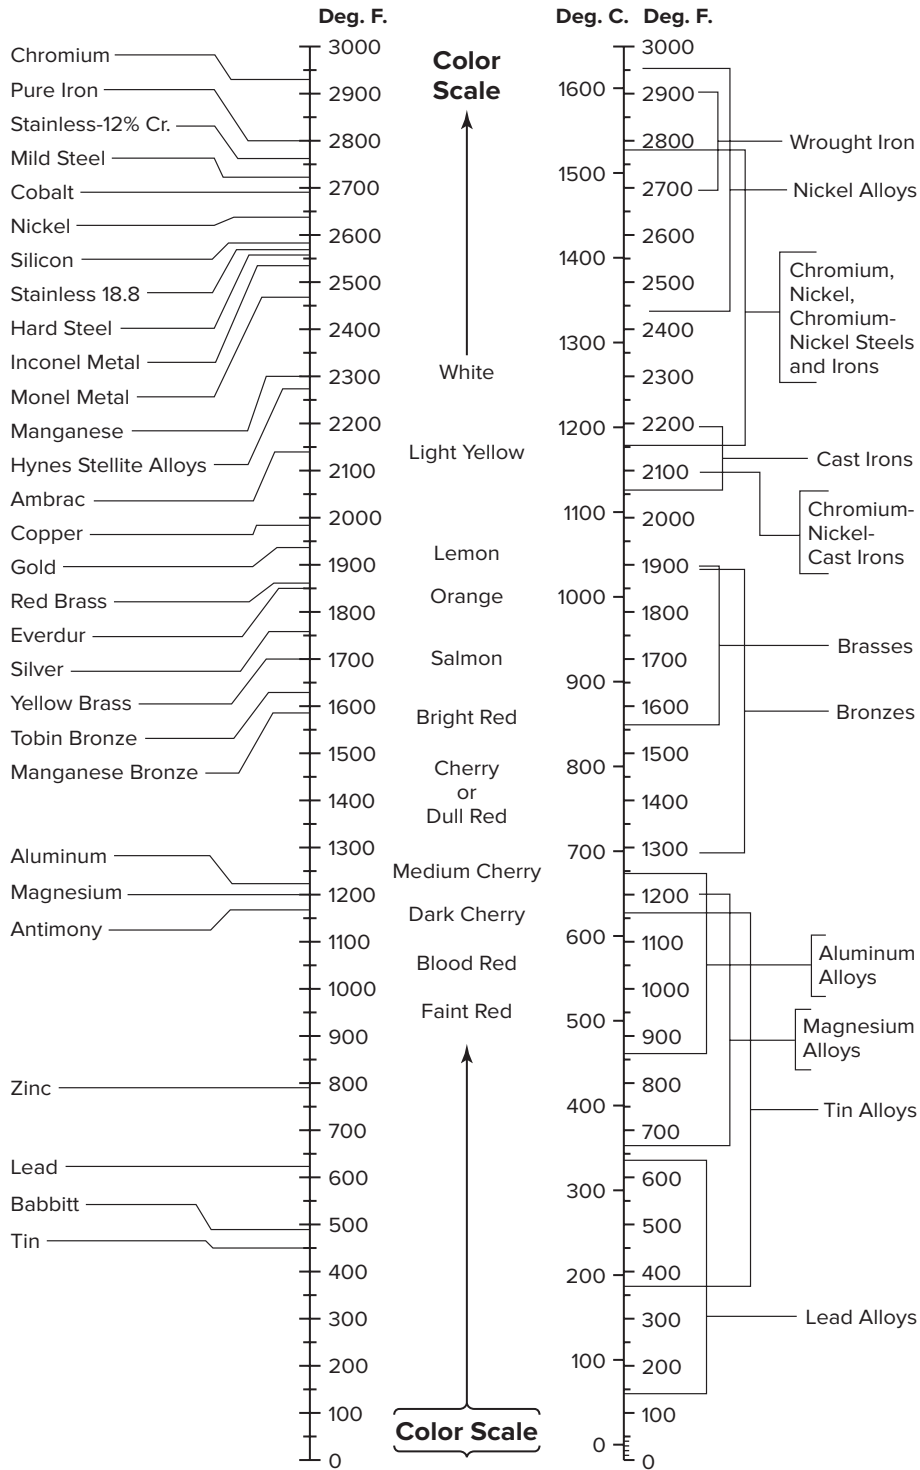 Deg. F.
Deg. C. Deg. F.
Color
Scale
Chromium
Pure Iron
Stainless-12% Cr.
Mild Steel
Cobalt
Nickel
Silicon
Stainless 18.8
Hard Steel
Inconel Metal
Monel Metal
Manganese
Hynes Stellite Alloys
Ambrac
Copper
Gold
Red Brass
Everdur
Silver
Yellow Brass
Tobin Bronze
Manganese Bronze
Aluminum
Magnesium
Antimony
Zinc
Lead
Babbitt
Tin
3000
2900
2800
2700
2600
2500
2400
2300
2200
2100
2000
1900
1800
1700
1600
1500
1400
1300
1200
1100
1000
900
800
700
600
500
400
300
200
100
0
White
Light Yellow
Lemon
Orange
Salmon
Bright Red
Cherry
or
Dull Red
Medium Cherry
Dark Cherry
Blood Red
Faint Red
Color Scale
1600
1500
1400
1300
1200
1100
1000
900
800
700
600
500
400
300
200
100
0
3000
2900
2800
2700
2600
2500
2400
2300
2200
2100
2000
1900
1800
1700
1600
1500
1400
1300
1200
1100
1000
900
800
700
600
500
400
300
200
100
0
Wrought Iron
Nickel Alloys
Chromium,
Nickel,
Chromium-
Nickel Steels
and Irons
Cast Irons
Chromium-
Nickel-
Cast Irons
Brasses
Bronzes
Aluminum
Alloys
Magnesium
Alloys
Tin Alloys
Lead Alloys